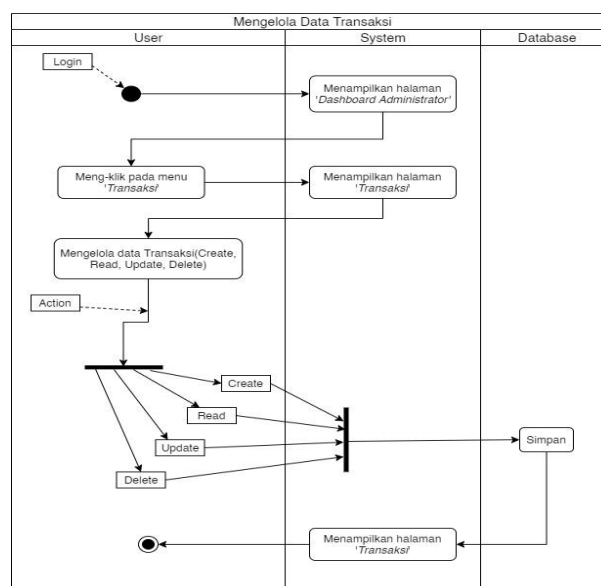 Mengelola Data Transaksi
User
System
Database
Login
Menampilkan halaman
'Dashboard Administrator'
Meng-klik pada menu
'Transaksi'
Menampilkan halaman
'Transaksi'
Mengelola data Transaksi(Create,
Read, Update, Delete)
Action
Create
Read
Update
Delete
Simpan
Menampilkan halaman
'Transaksi'